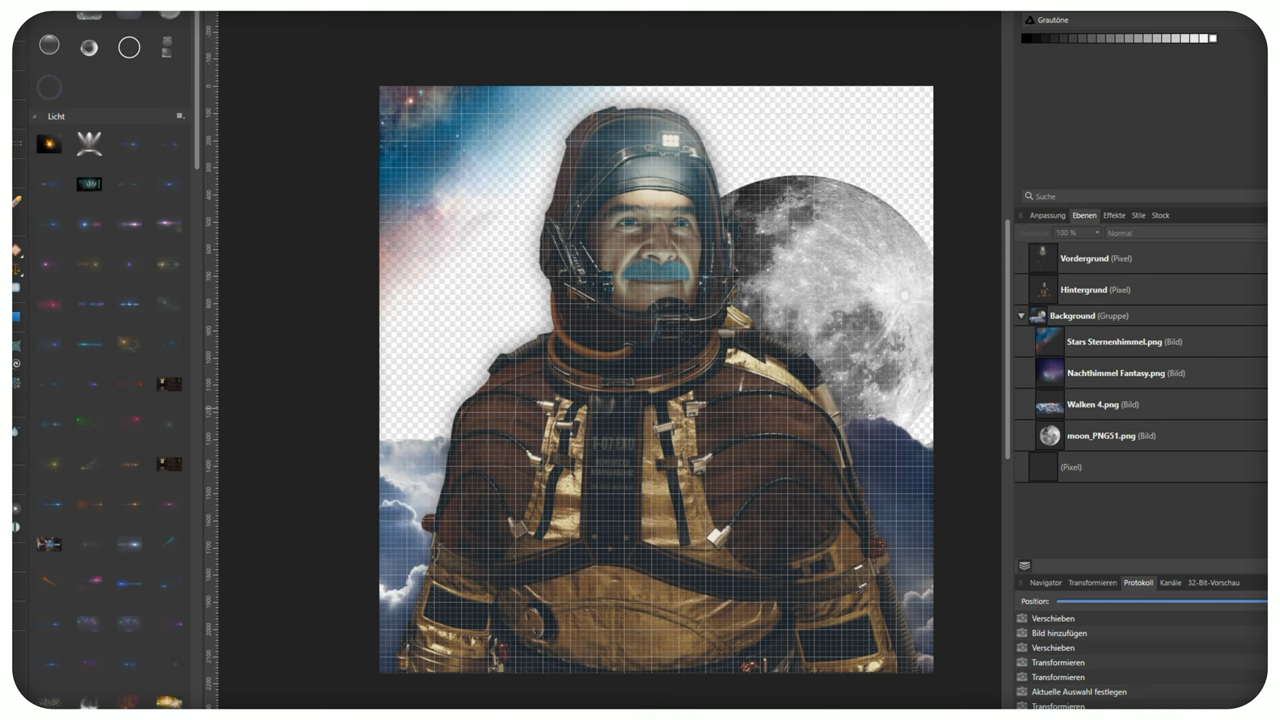 Grautöne
Licht
Suche
Anpassung Ebenen Effekte Stile Stock
100 % Normal
Vordergrund (Pixel)
Hintergrund (Pixel)
Background (Gruppe)
Stars Sternenhimmel.png (Bild)
Nachthimmel Fantasy.png (Bild)
Walken 4.png (Bild)
moon_PNG51.png (Bild)
(Pixel)
Navigator Transformieren Protokoll Kanäle 32-Bit-Vorschau
Position:
Verschieben
Bild hinzufügen
Verschieben
Transformieren
Transformieren
Aktuelle Auswahl festlegen
Transformieren